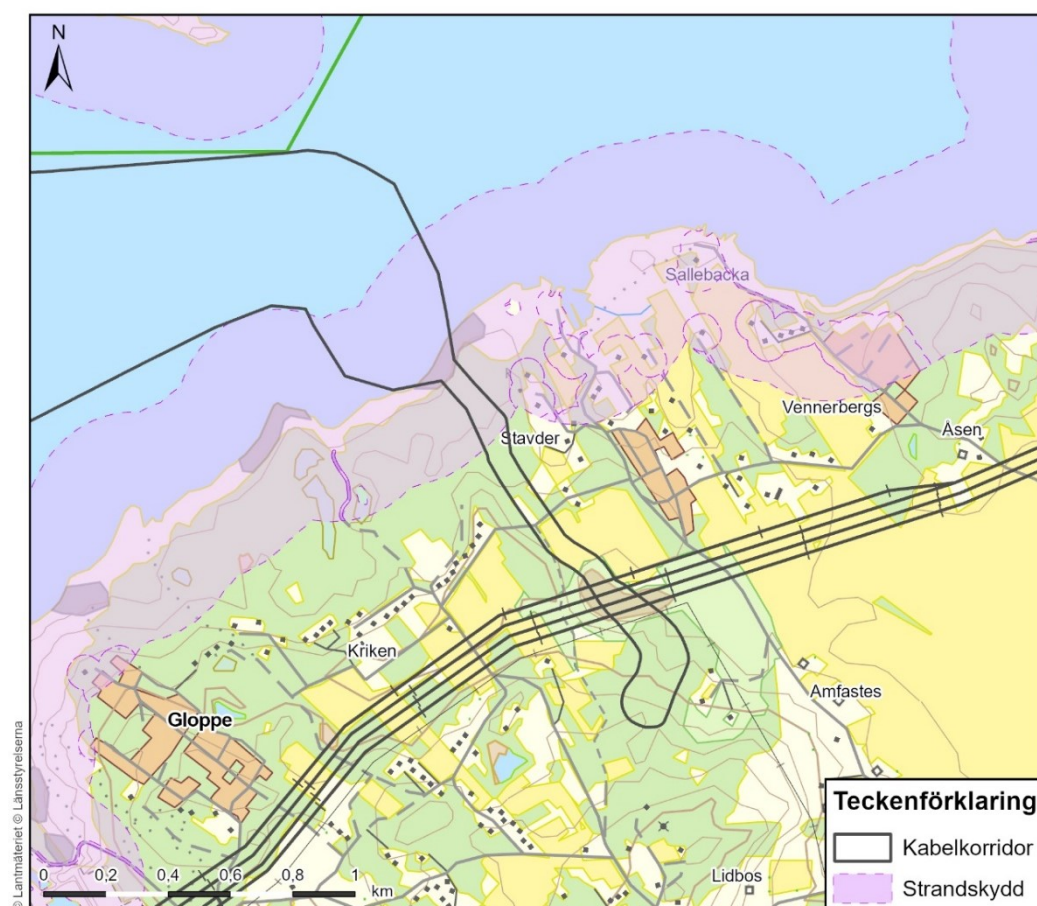 N
Sallebacka
Vennerbergs
Åsen
Stavder
Kriken
Amfastes
Gloppe
Lidbos
© Lantmäteriet © Länsstyrelserna
0 0,2 0,4 0,6 0,8 1
km
Teckenförklaring
Kabelkorridor
Strandskydd